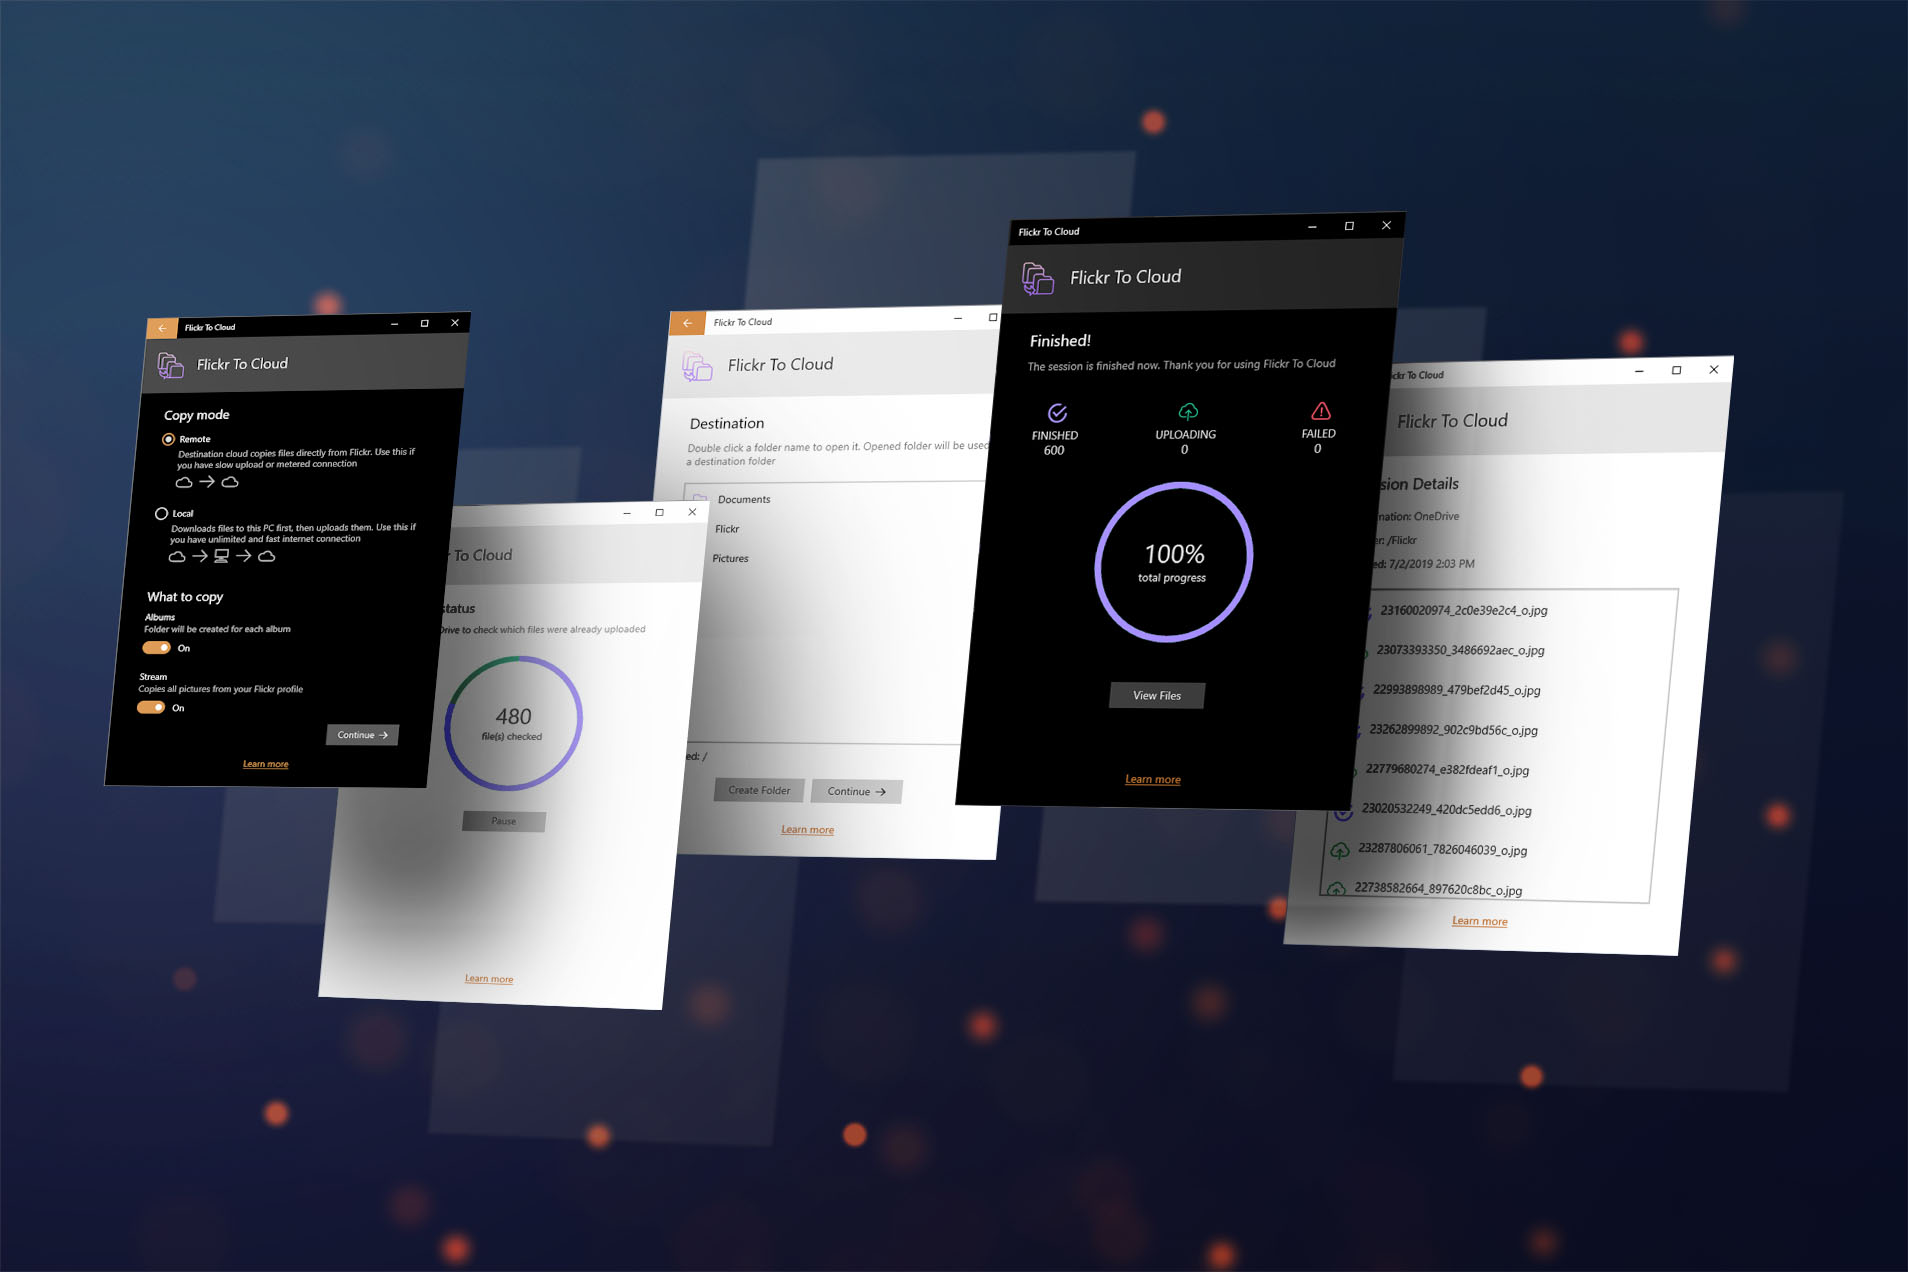 Flickr To Cloud
Flickr To Cloud
Copy mode
Remote
Destination cloud copies files directly from Flickr. Use this if
you have slow upload or metered connection
Local
Downloads files to this PC first, then uploads them. Use this if
you have unlimited and fast internet connection
What to copy
Albums
Folder will be created for each album
On
Stream
Copies all pictures from your Flickr profile
On
Continue
Learn more
To Cloud
status
Drive to check which files were already uploaded
480
file(s) checked
Pause
Learn more
Flickr To Cloud
Flickr To Cloud
Destination
Double click a folder name to open it. Opened folder will be used
a destination folder
Documents
Flickr
Pictures
ed: /
Create Folder
Continue
Learn more
Flickr To Cloud
Flickr To Cloud
Finished!
The session is finished now. Thank you for using Flickr To Cloud
FINISHED
600
UPLOADING
0
FAILED
0
100%
total progress
View Files
Learn more
ckr To Cloud
Flickr To Cloud
sion Details
nation: OneDrive
er: /Flickr
ed: 7/2/2019 2:03 PM
23160020974_2c0e39e2c4_o.jpg
23073393350_3486692aec_o.jpg
22993898989_479bef2d45_o.jpg
23262899892_902c9bd56c_o.jpg
22779680274_e382fdeaf1_o.jpg
23020532249_420dc5edd6_o.jpg
23287806061_7826046039_o.jpg
22738582664_897620c8bc_o.jpg
Learn more